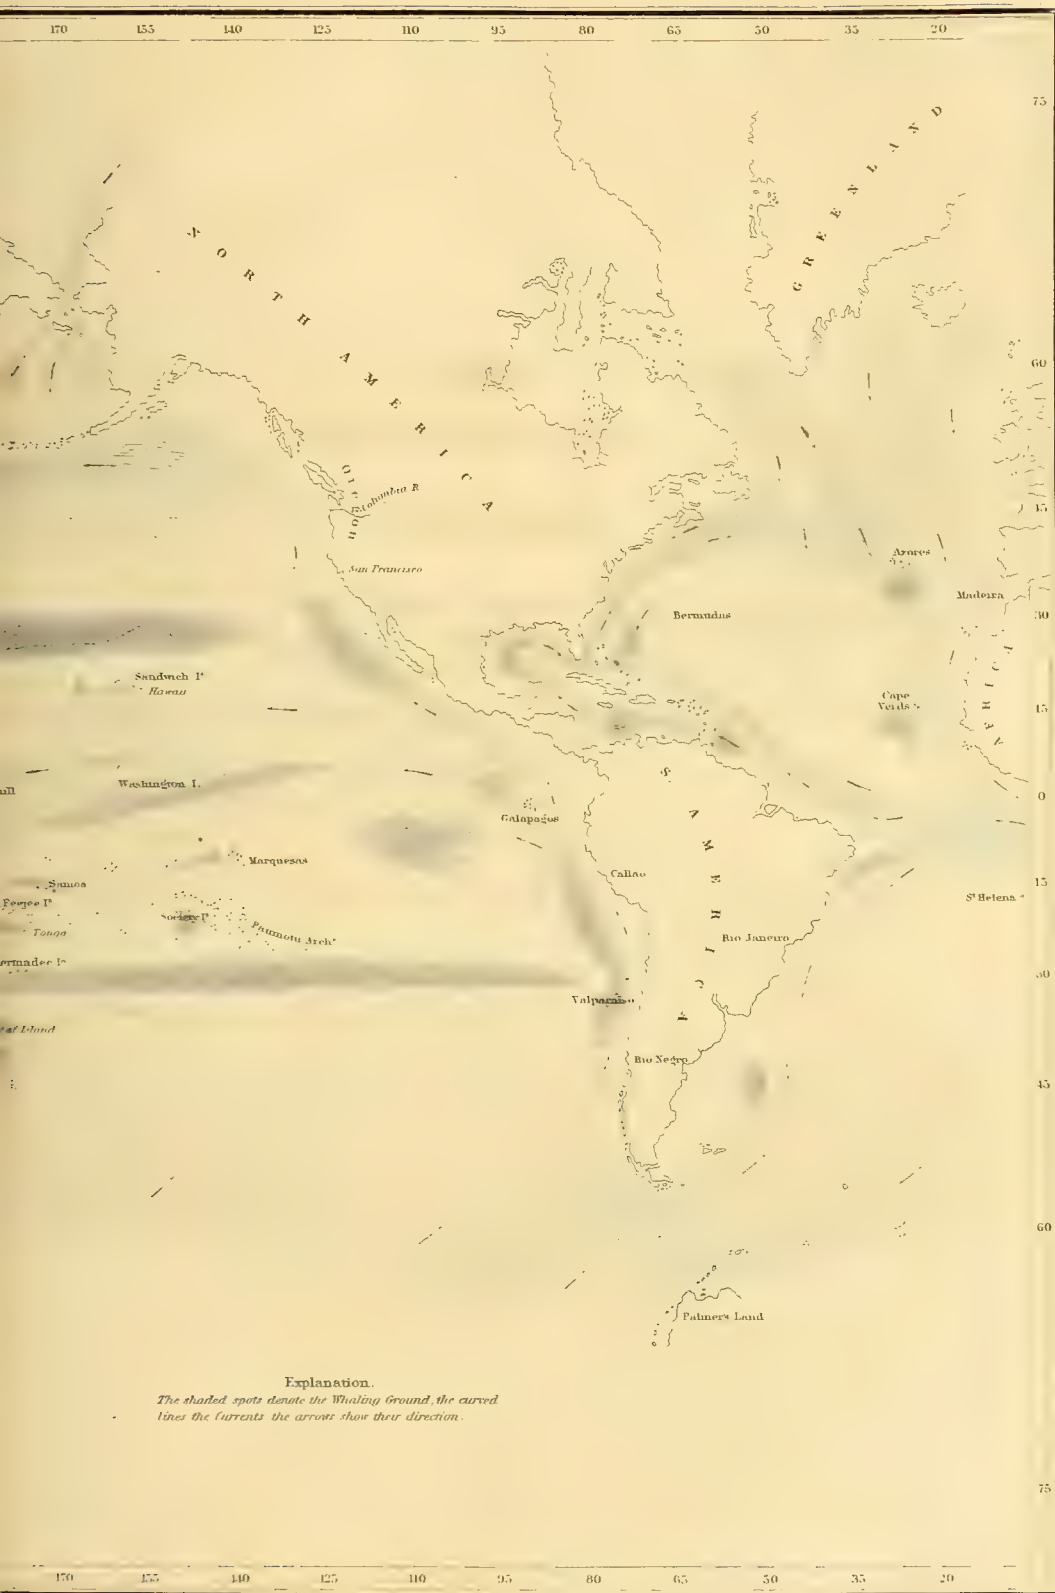 170 155 140 125 110 95 80 65 50 35 20
75
GREENLAND
NORTH AMERICA
60
Columbia R
45
Azores
San Francisco
Madeira
Bermudas
30
AFRICA
Sandwich Is
Hawaii
Cape
Verds
15
Washington I.
0
Galapagos
S. AMERICA
Marquesas
Callao
Samoa
15
St Helena
Feejee Is
Society Is
Tonga
Paumotu Arch.
Rio Janeiro
ermadec Is
30
Valparaiso
Rio Negro
45
60
Palmer's Land
Explanation.
The shaded spots denote the Whaling Ground, the curved
lines the Currents the arrows show their direction.
75
170 155 140 125 110 95 80 65 50 35 20